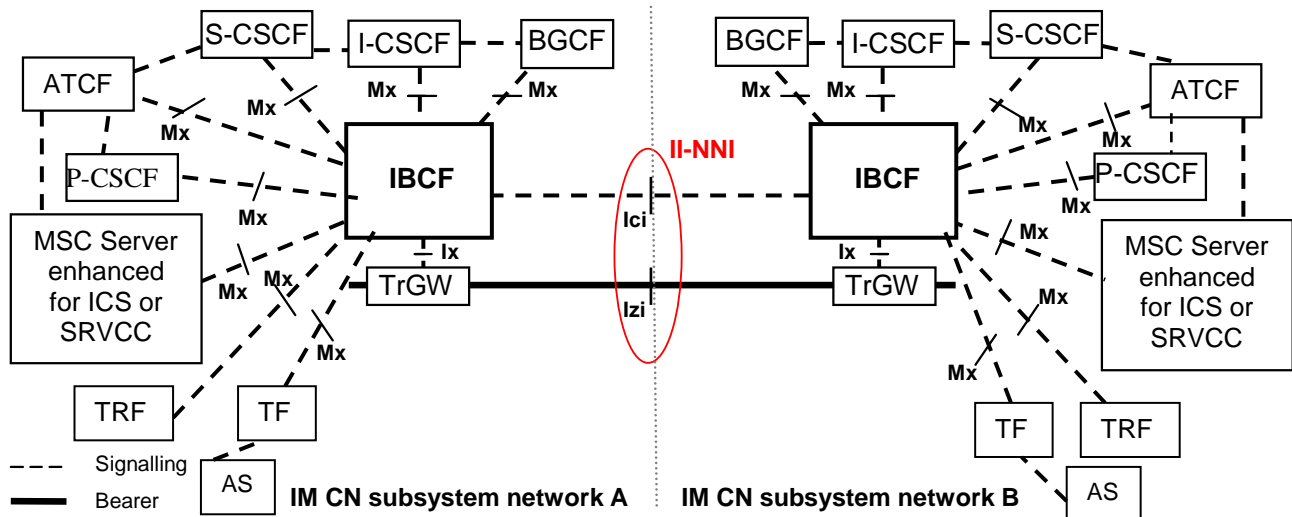 S-CSCF
I-CSCF
BGCF
BGCF
I-CSCF
S-CSCF
ATCF
ATCF
Mx
Mx
Mx
Mx
Mx
Mx
Mx
Mx
II-NNI
IBCF
IBCF
P-CSCF
P-CSCF
Mx
Mx
Ici
MSC Server
enhanced
for ICS or
SRVCC
MSC Server
enhanced
for ICS or
SRVCC
Mx
Mx
Ix
Ix
Mx
Mx
TrGW
TrGW
Izi
Mx
Mx
TRF
TF
TF
TRF
Signalling
AS
AS
Bearer
IM CN subsystem network A
IM CN subsystem network B